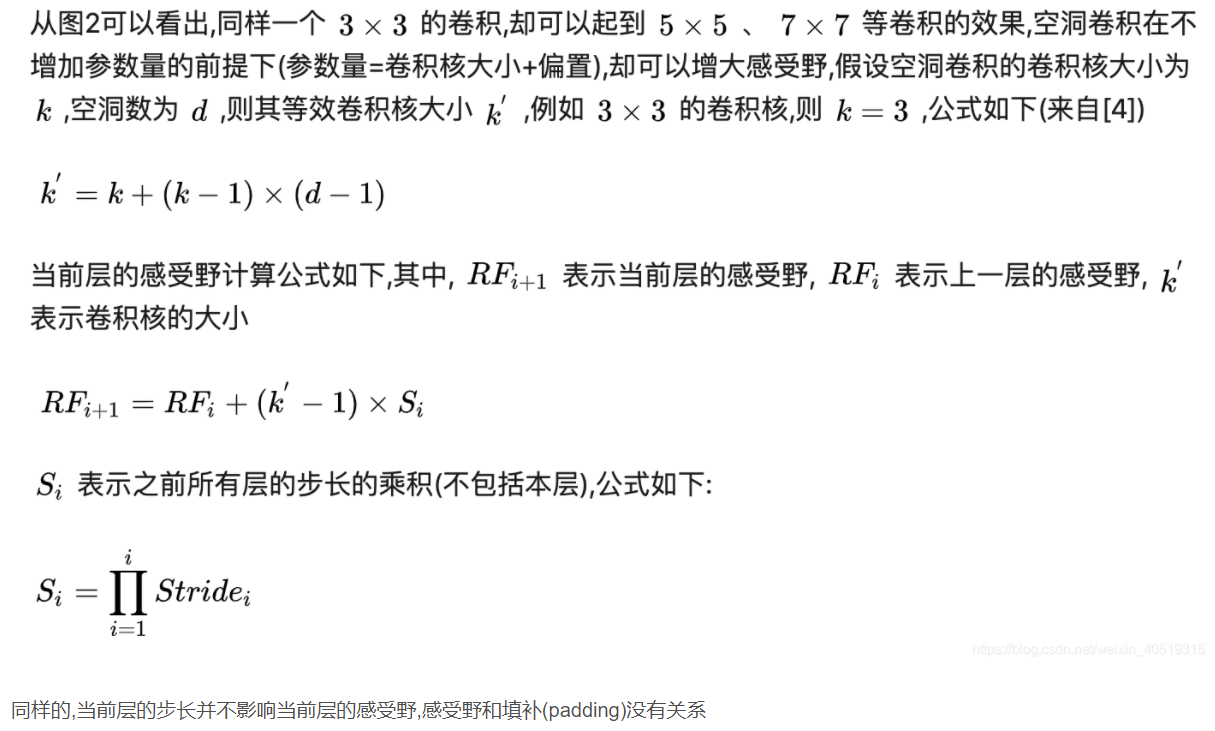 从图2可以看出,同样一个 3 × 3 的卷积,却可以起到 5 × 5 、 7 × 7 等卷积的效果,空洞卷积在不
增加参数量的前提下(参数量=卷积核大小+偏置),却可以增大感受野,假设空洞卷积的卷积核大小为
k ,空洞数为 d ,则其等效卷积核大小 k′ ,例如 3 × 3 的卷积核,则 k = 3 ,公式如下(来自[4])
k′ = k + (k − 1) × (d − 1)
当前层的感受野计算公式如下,其中, RF_{i+1} 表示当前层的感受野, RF_i 表示上一层的感受野, k′
表示卷积核的大小
RF_{i+1} = RF_i + (k′ − 1) × S_i
S_i 表示之前所有层的步长的乘积(不包括本层),公式如下:
S_i = ∏_{i=1}^{i} Stride_i
https://blog.csdn.net/weixin_40519315
同样的,当前层的步长并不影响当前层的感受野,感受野和填补(padding)没有关系